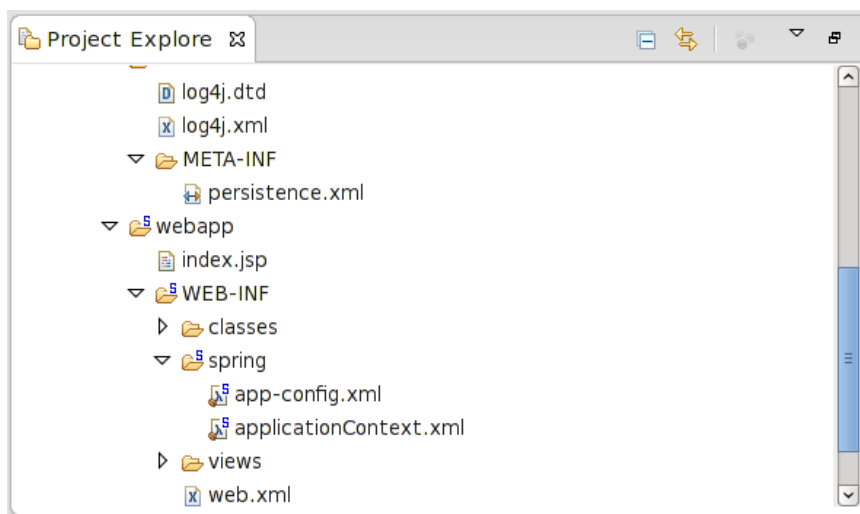 Project Explore
log4j.dtd
log4j.xml
META-INF
persistence.xml
webapp
index.jsp
WEB-INF
classes
spring
app-config.xml
applicationContext.xml
views
web.xml